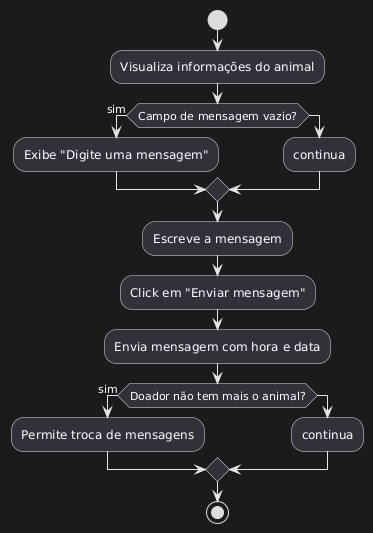 Visualiza informações do animal
sim
Campo de mensagem vazio?
Exibe "Digite uma mensagem"
continua
Escreve a mensagem
Click em "Enviar mensagem"
Envia mensagem com hora e data
sim
Doador não tem mais o animal?
Permite troca de mensagens
continua